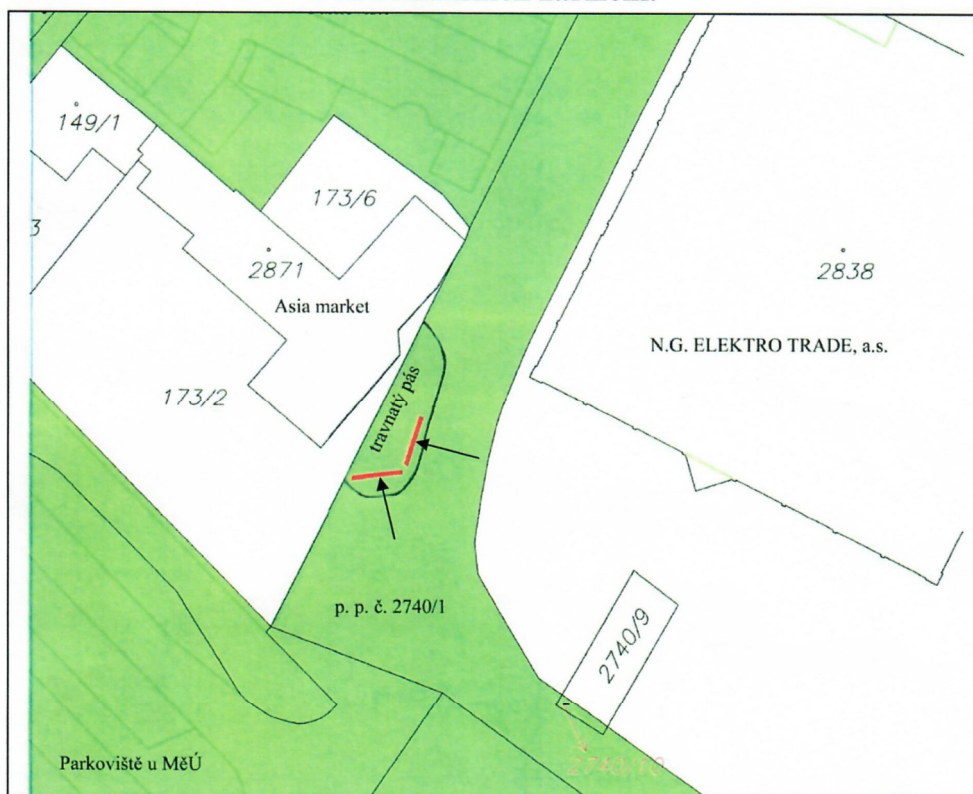 149/1
173/6
3
2871
Asia market
2838
N.G. ELEKTRO TRADE, a.s.
173/2
travnatý pás
p. p. č. 2740/1
2740/9
2740/10
Parkoviště u MěÚ